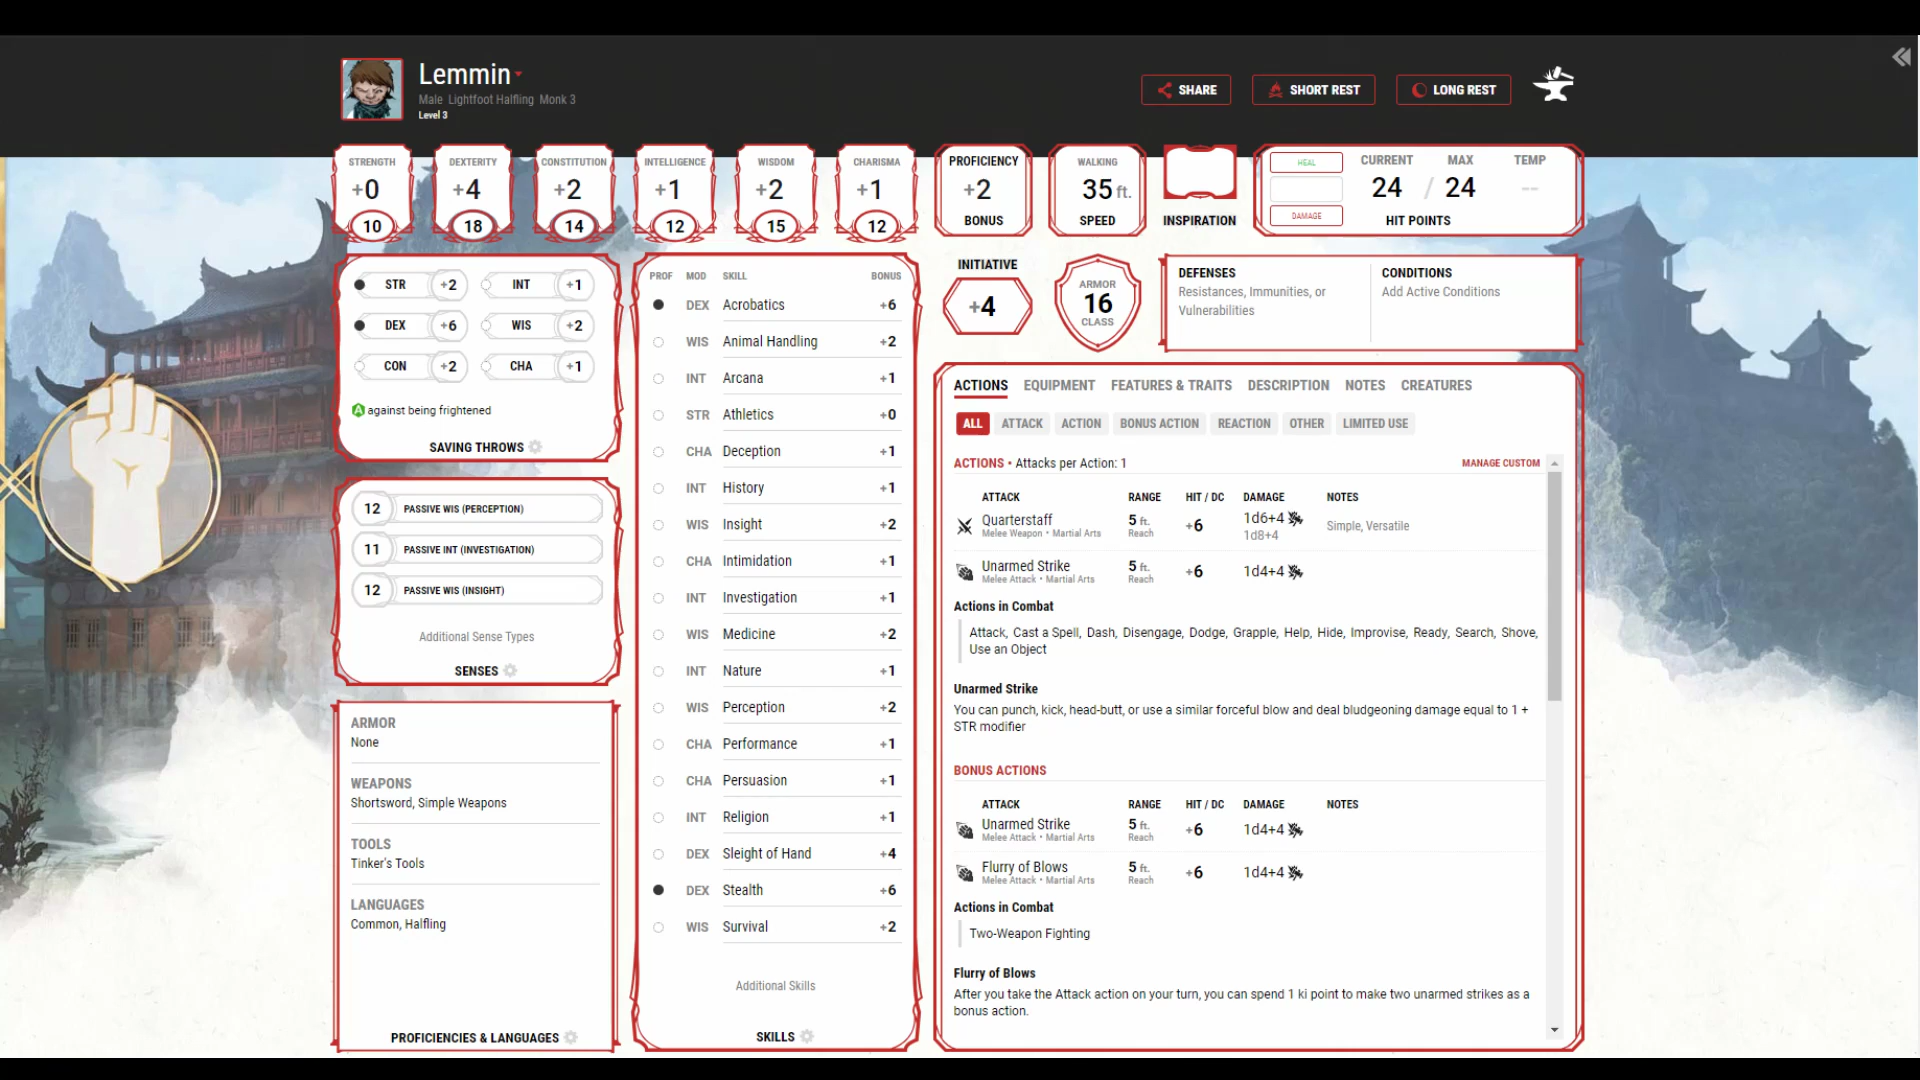 Lemmin
Male Lightfoot Halfling Monk 3
Level 3
SHARE
SHORT REST
LONG REST
STRENGTH
+0
10
DEXTERITY
+4
18
CONSTITUTION
+2
14
INTELLIGENCE
+1
12
WISDOM
+2
15
CHARISMA
+1
12
PROFICIENCY
+2
BONUS
WALKING
35 ft.
SPEED
INSPIRATION
HEAL
DAMAGE
CURRENT MAX TEMP
24 / 24 --
HIT POINTS
STR +2 INT +1
DEX +6 WIS +2
CON +2 CHA +1
A against being frightened
SAVING THROWS
12 PASSIVE WIS (PERCEPTION)
11 PASSIVE INT (INVESTIGATION)
12 PASSIVE WIS (INSIGHT)
Additional Sense Types
SENSES
ARMOR
None
WEAPONS
Shortsword, Simple Weapons
TOOLS
Tinker's Tools
LANGUAGES
Common, Halfling
PROFICIENCIES & LANGUAGES
PROF MOD SKILL BONUS
DEX Acrobatics +6
WIS Animal Handling +2
INT Arcana +1
STR Athletics +0
CHA Deception +1
INT History +1
WIS Insight +2
CHA Intimidation +1
INT Investigation +1
WIS Medicine +2
INT Nature +1
WIS Perception +2
CHA Performance +1
CHA Persuasion +1
INT Religion +1
DEX Sleight of Hand +4
DEX Stealth +6
WIS Survival +2
Additional Skills
SKILLS
INITIATIVE
+4
ARMOR
16
CLASS
DEFENSES
Resistances, Immunities, or
Vulnerabilities
CONDITIONS
Add Active Conditions
ACTIONS EQUIPMENT FEATURES & TRAITS DESCRIPTION NOTES CREATURES
ALL ATTACK ACTION BONUS ACTION REACTION OTHER LIMITED USE
ACTIONS • Attacks per Action: 1 MANAGE CUSTOM
ATTACK RANGE HIT / DC DAMAGE NOTES
Quarterstaff 5 ft. +6 1d6+4 Simple, Versatile
Melee Weapon • Martial Arts Reach 1d8+4
Unarmed Strike 5 ft. +6 1d4+4
Melee Attack • Martial Arts Reach
Actions in Combat
Attack, Cast a Spell, Dash, Disengage, Dodge, Grapple, Help, Hide, Improvise, Ready, Search, Shove,
Use an Object
Unarmed Strike
You can punch, kick, head-butt, or use a similar forceful blow and deal bludgeoning damage equal to 1 +
STR modifier
BONUS ACTIONS
ATTACK RANGE HIT / DC DAMAGE NOTES
Unarmed Strike 5 ft. +6 1d4+4
Melee Attack • Martial Arts Reach
Flurry of Blows 5 ft. +6 1d4+4
Melee Attack • Martial Arts Reach
Actions in Combat
Two-Weapon Fighting
Flurry of Blows
After you take the Attack action on your turn, you can spend 1 ki point to make two unarmed strikes as a
bonus action.